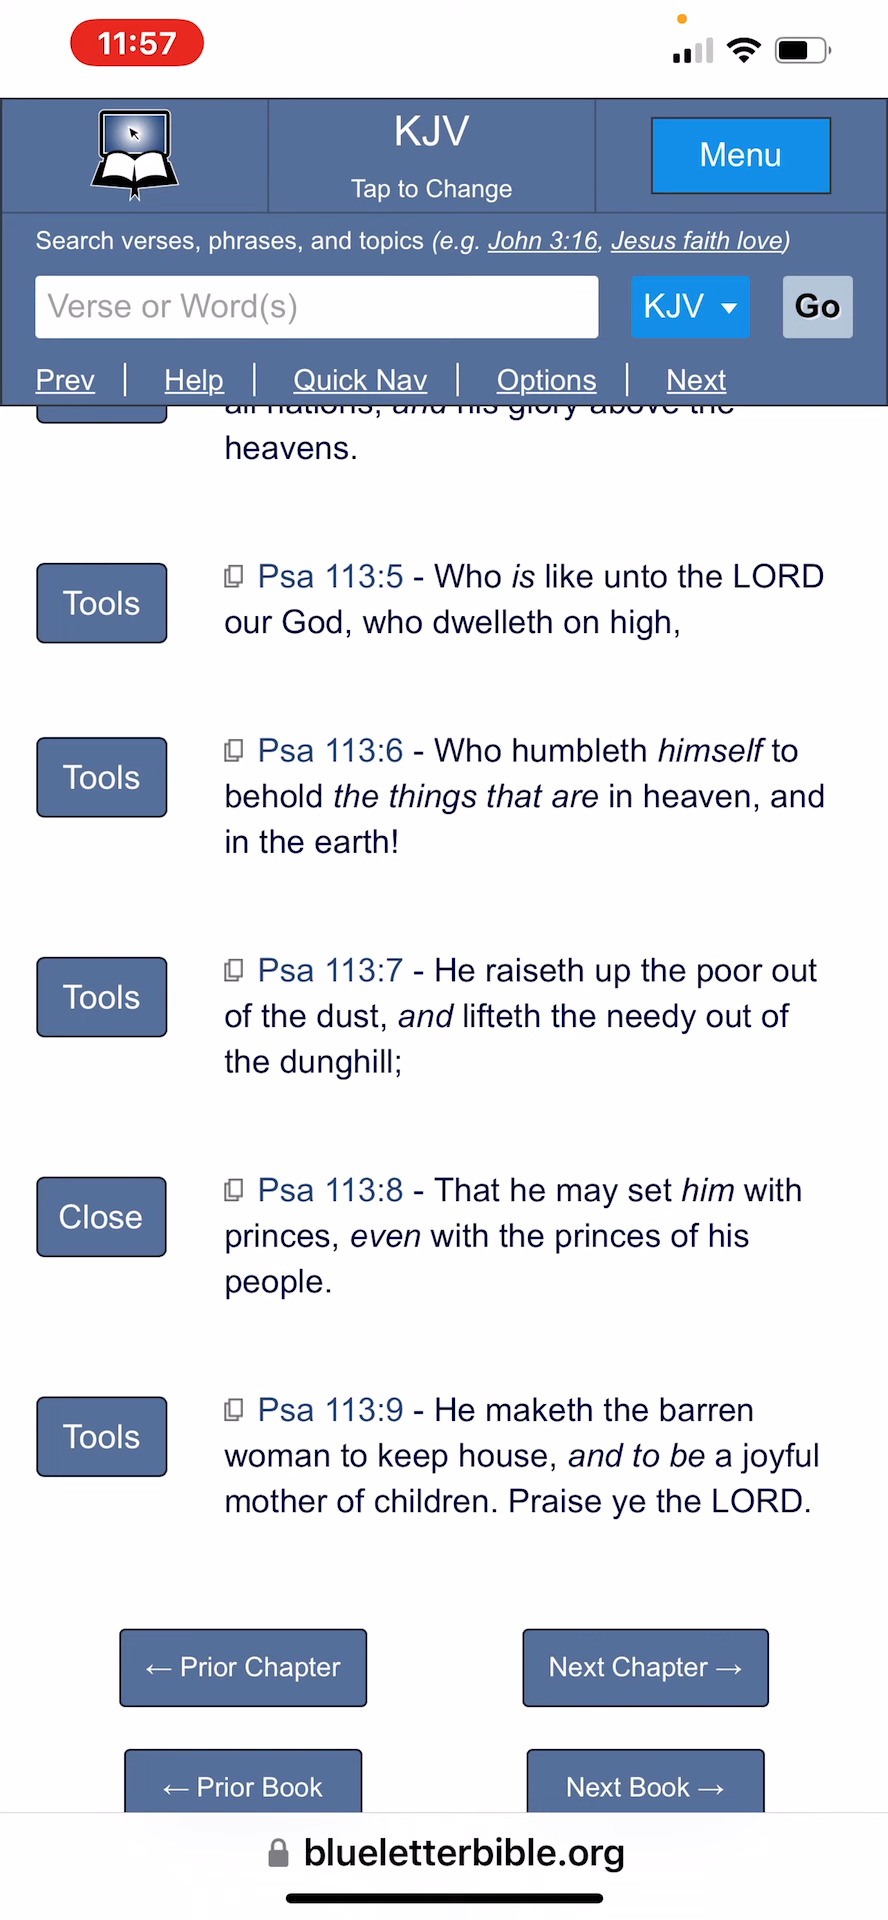 11:57
KJV
Tap to Change
Menu
Search verses, phrases, and topics (e.g. John 3:16, Jesus faith love)
Verse or Word(s)
KJV
Go
Prev | Help | Quick Nav | Options | Next
all nations, and his glory above the
heavens.
Tools
Psa 113:5 - Who is like unto the LORD
our God, who dwelleth on high,
Tools
Psa 113:6 - Who humbleth himself to
behold the things that are in heaven, and
in the earth!
Tools
Psa 113:7 - He raiseth up the poor out
of the dust, and lifteth the needy out of
the dunghill;
Close
Psa 113:8 - That he may set him with
princes, even with the princes of his
people.
Tools
Psa 113:9 - He maketh the barren
woman to keep house, and to be a joyful
mother of children. Praise ye the LORD.
← Prior Chapter
Next Chapter →
← Prior Book
Next Book →
blueletterbible.org